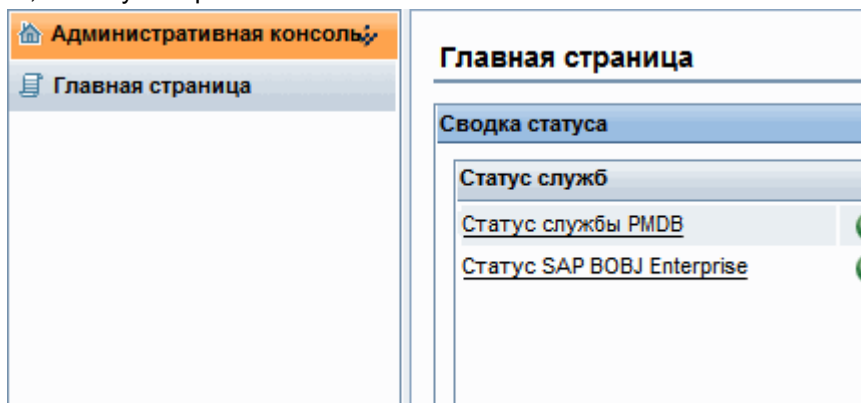 Административная консоль
Главная страница
Главная страница
Сводка статуса
Статус служб
Статус службы PMDB
Статус SAP BOBJ Enterprise